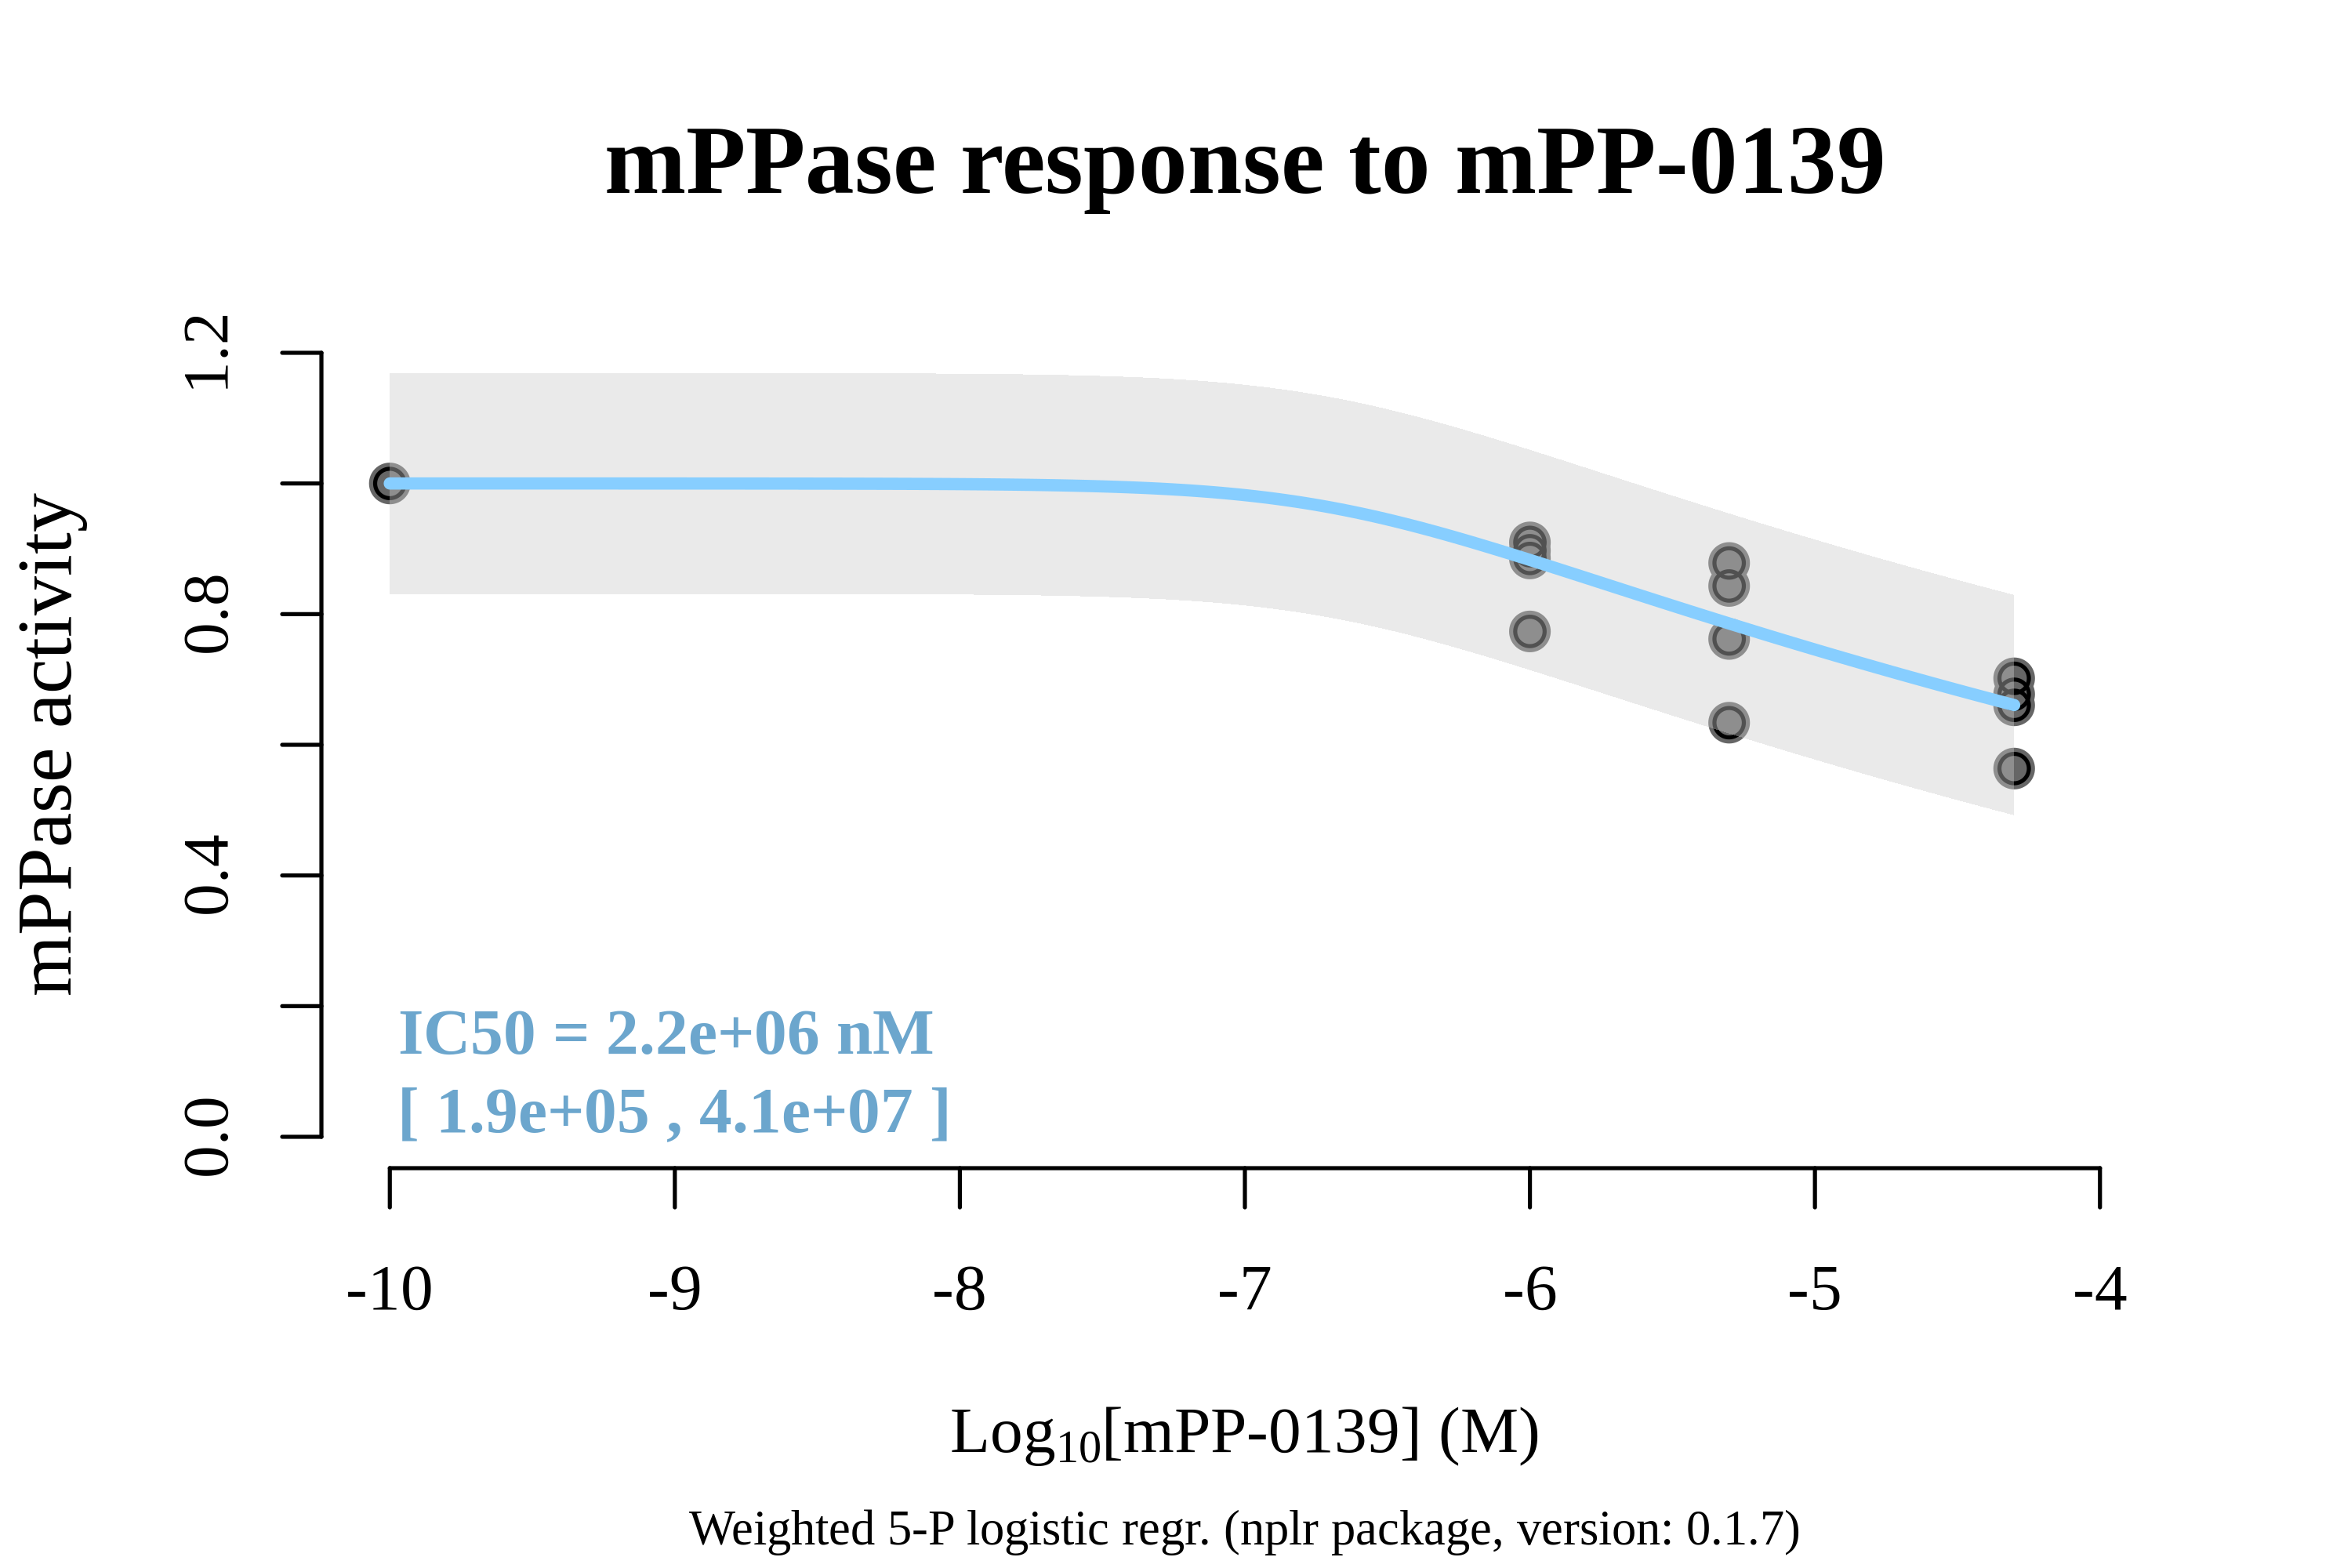 mPPase response to mPP-0139
mPPase activity
1.2
0.8
0.4
0.0
IC50 = 2.2e+06 nM
[ 1.9e+05 , 4.1e+07 ]
-10 -9 -8 -7 -6 -5 -4
Log10[mPP-0139] (M)
Weighted 5-P logistic regr. (nplr package, version: 0.1.7)